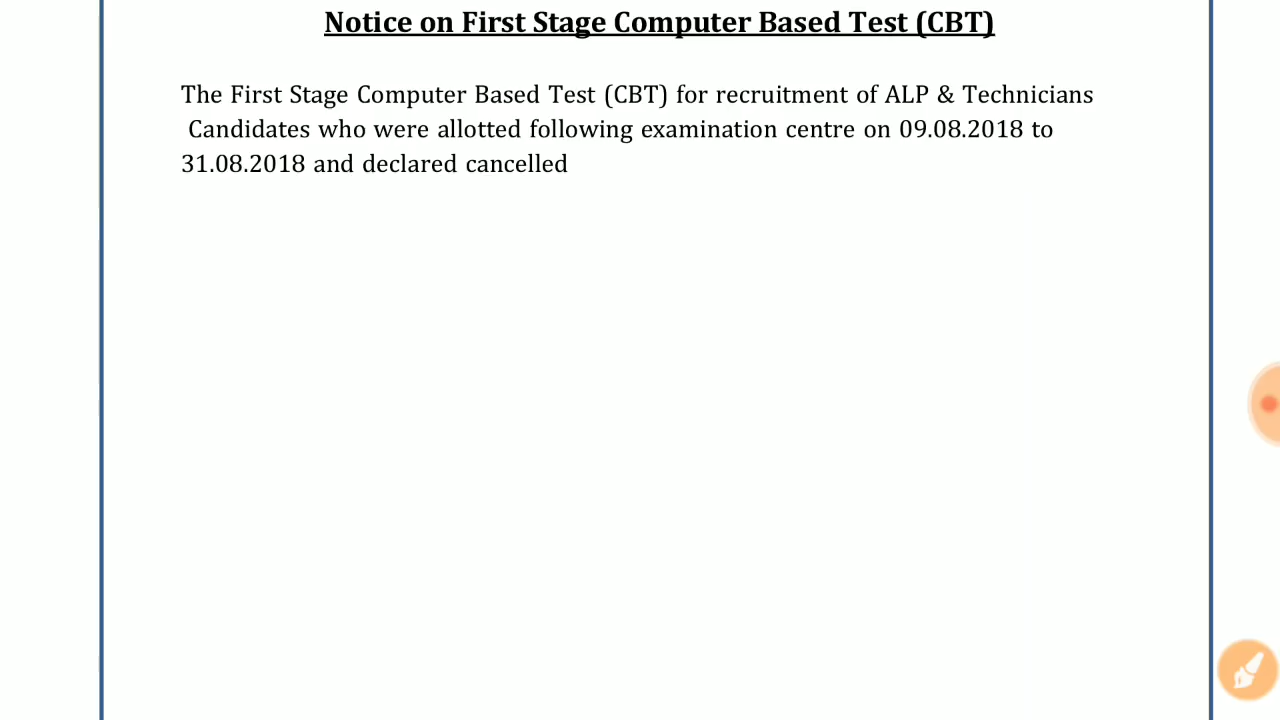 Notice on First Stage Computer Based Test (CBT)
The First Stage Computer Based Test (CBT) for recruitment of ALP & Technicians
Candidates who were allotted following examination centre on 09.08.2018 to
31.08.2018 and declared cancelled